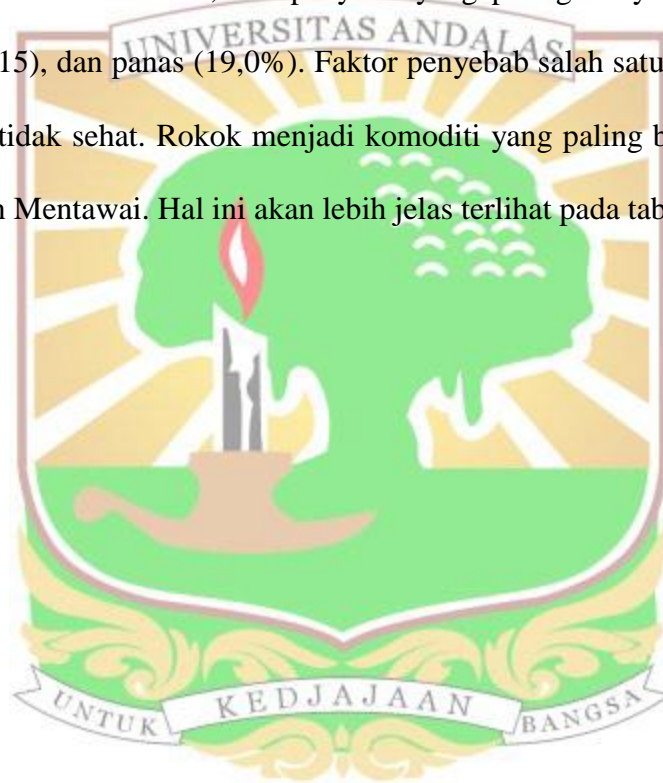 UNIVERSITAS ANDALAS
15), dan panas (19,0%). Faktor penyebab salah satu
tidak sehat. Rokok menjadi komoditi yang paling b
n Mentawai. Hal ini akan lebih jelas terlihat pada tab
UNTUK KEDJAJAAN BANGSA